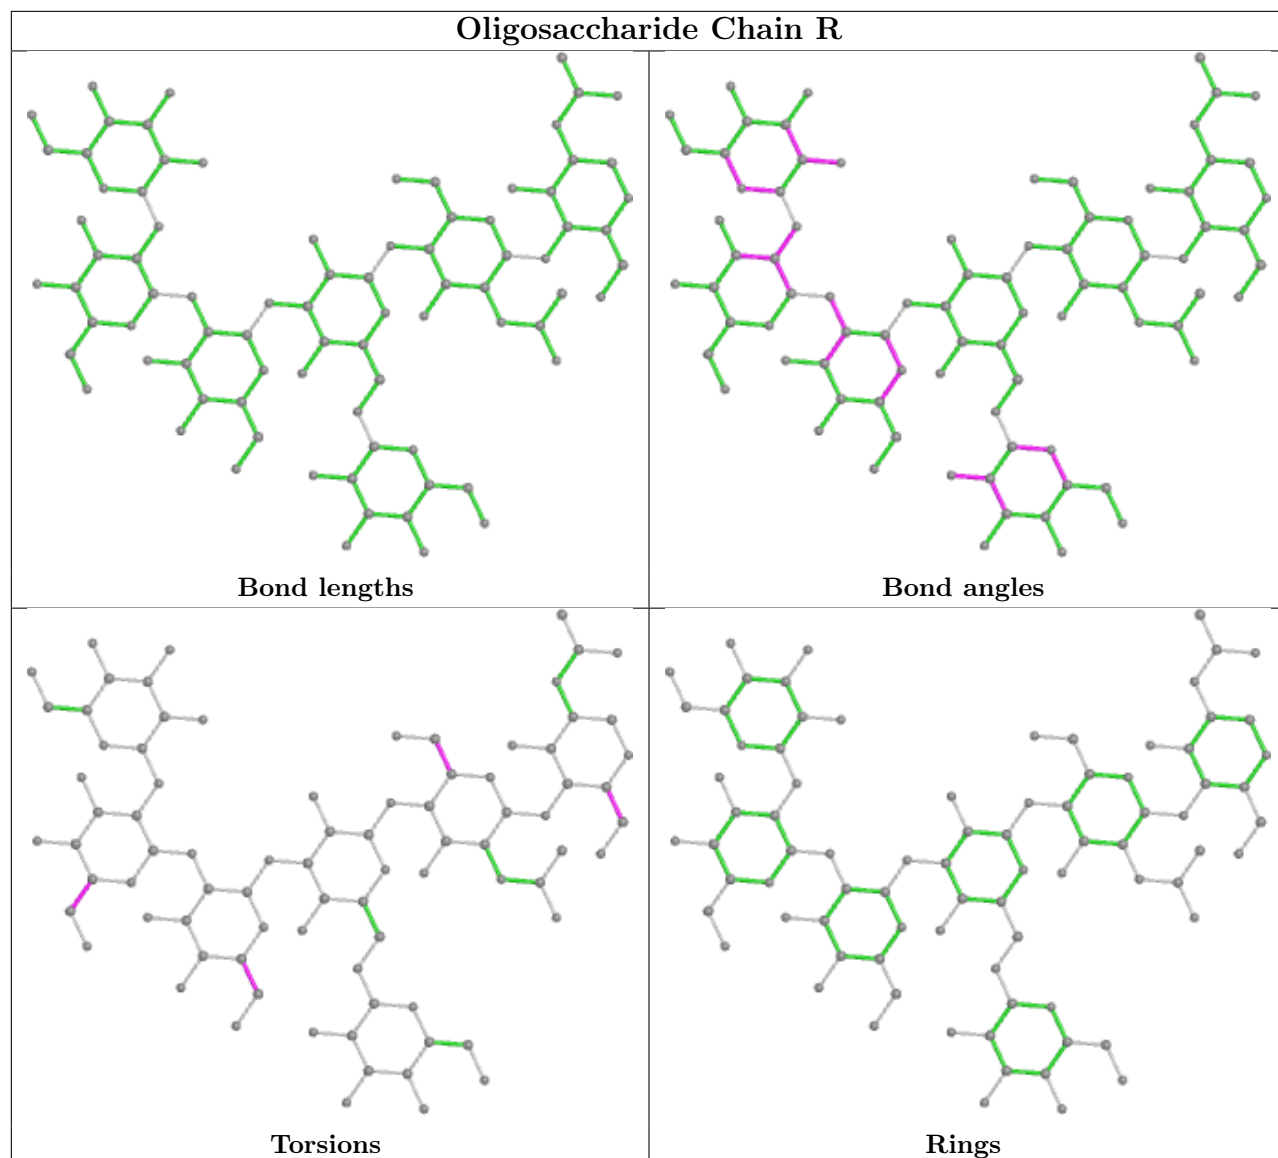 Oligosaccharide Chain R
Bond lengths
Bond angles
Torsions
Rings